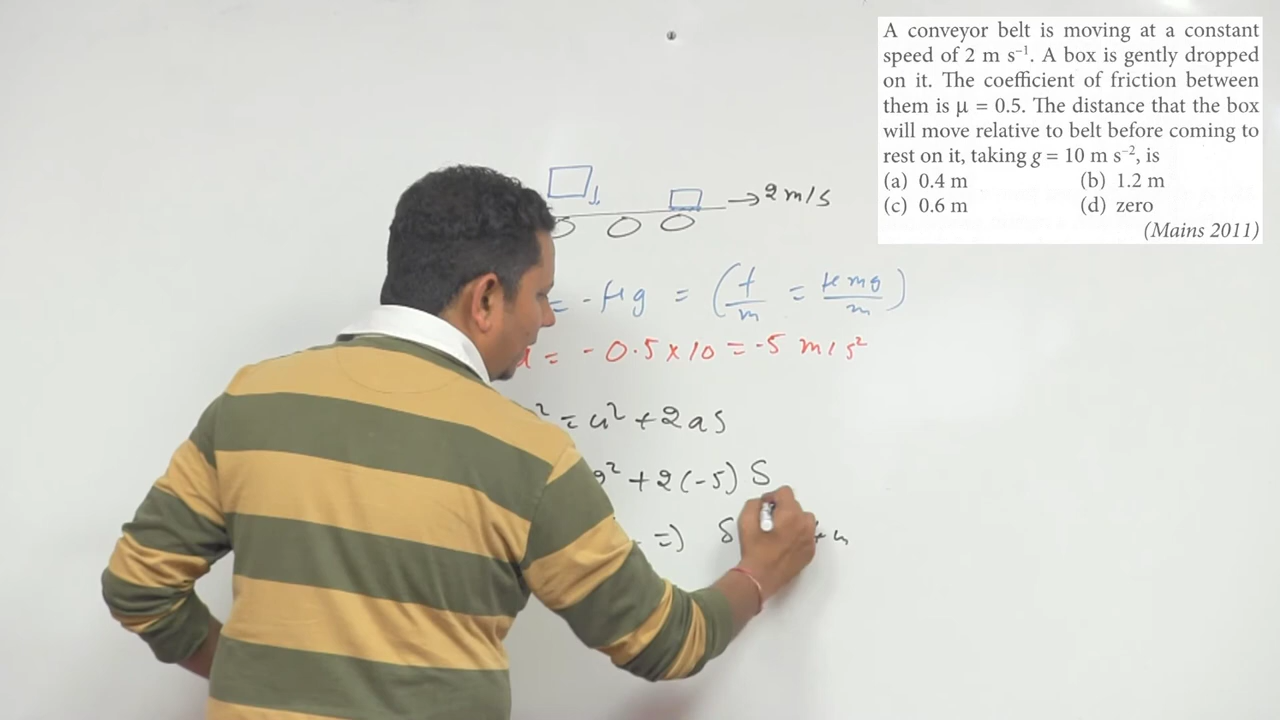 A conveyor belt is moving at a constant
speed of 2 m s⁻¹. A box is gently dropped
on it. The coefficient of friction between
them is μ = 0.5. The distance that the box
will move relative to belt before coming to
rest on it, taking g = 10 m s⁻², is
(a) 0.4 m (b) 1.2 m
(c) 0.6 m (d) zero
(Mains 2011)
→ 2 m/s
= -μg = (f/m = μmg/m)
a = -0.5 x 10 = -5 m/s²
² = u² + 2as
² + 2(-5) S
=> S